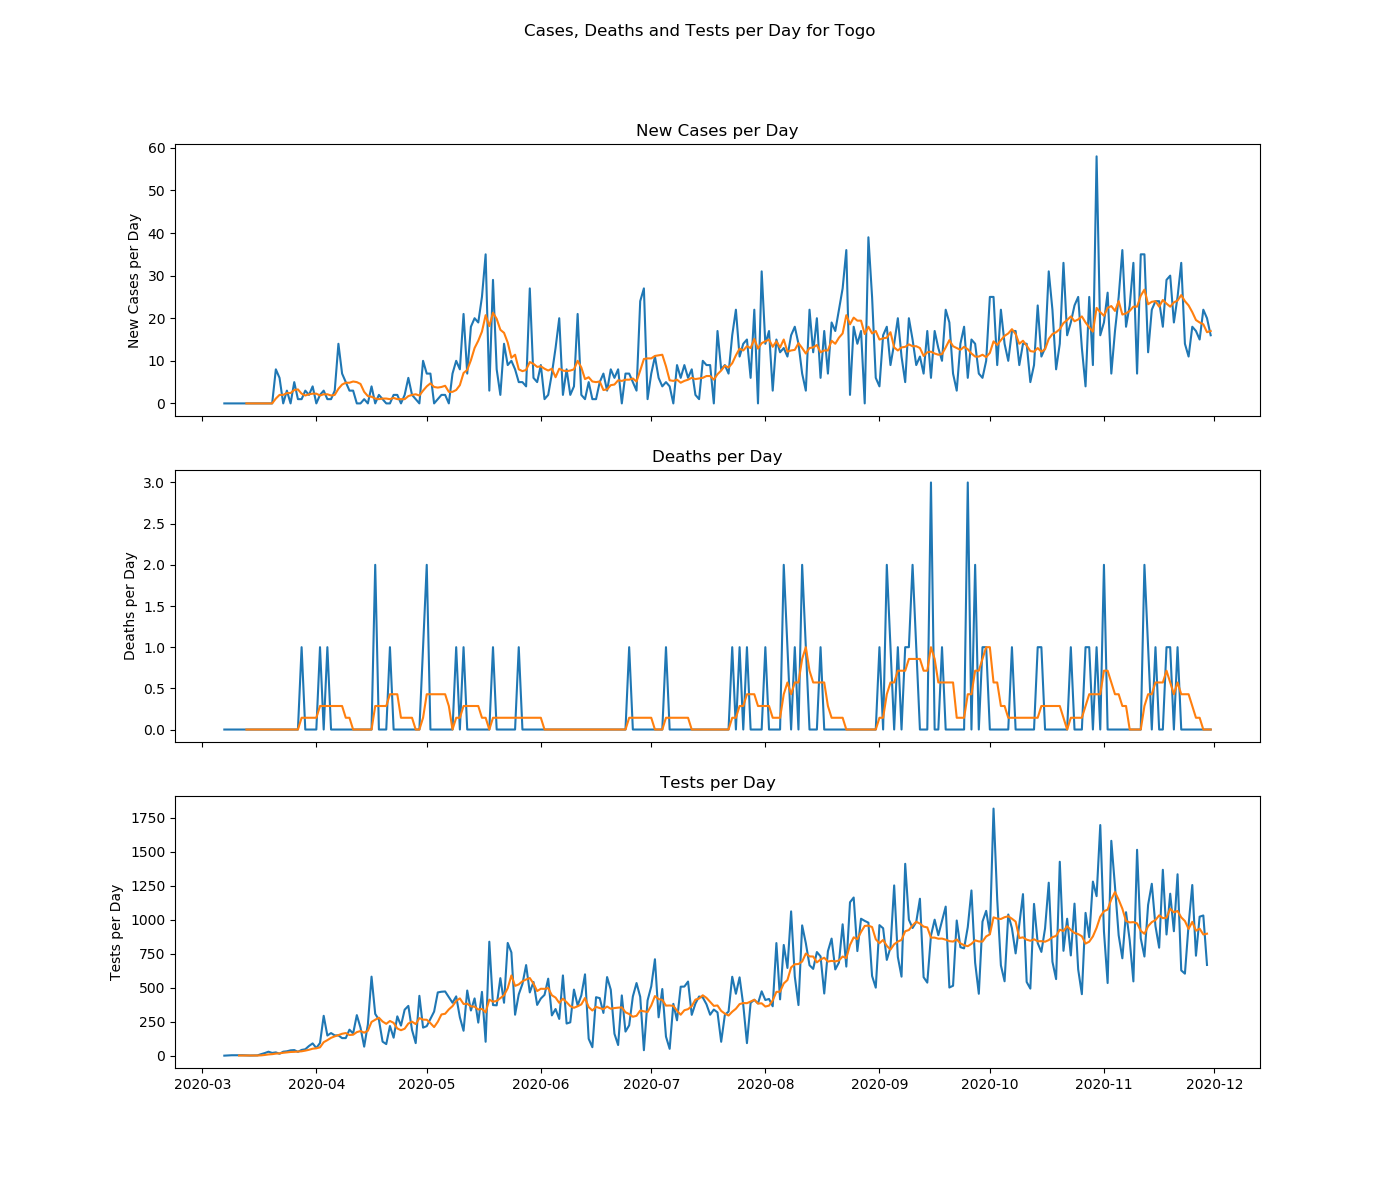 Cases, Deaths and Tests per Day for Togo
New Cases per Day
60
50
40
30
20
10
0
New Cases per Day
Deaths per Day
3.0
2.5
2.0
1.5
1.0
0.5
0.0
Deaths per Day
Tests per Day
1750
1500
1250
1000
750
500
250
0
Tests per Day
2020-03 2020-04 2020-05 2020-06 2020-07 2020-08 2020-09 2020-10 2020-11 2020-12